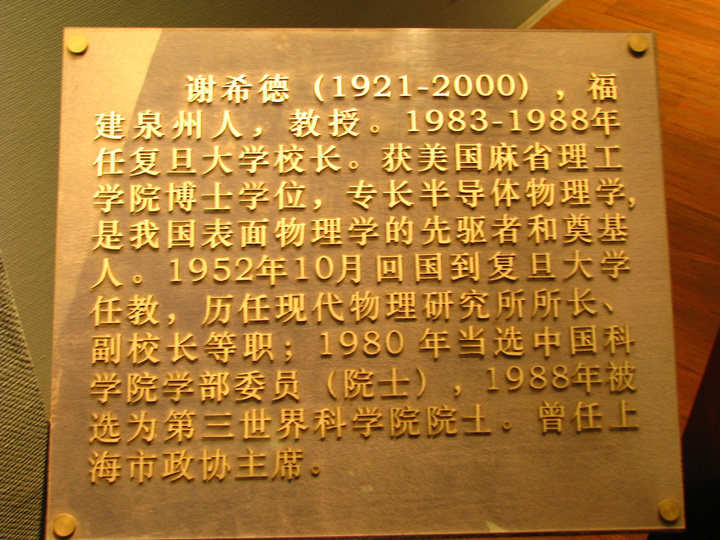 谢希德（1921-2000），福
建泉州人，教授。1983-1988年
任复旦大学校长。获美国麻省理工
学院博士学位，专长半导体物理学，
是我国表面物理学的先驱者和奠基
人。1952年10月回国到复旦大学
任教，历任现代物理研究所所长、
副校长等职；1980年当选中国科
学院学部委员（院士），1988年被
选为第三世界科学院院士。曾任上
海市政协主席。